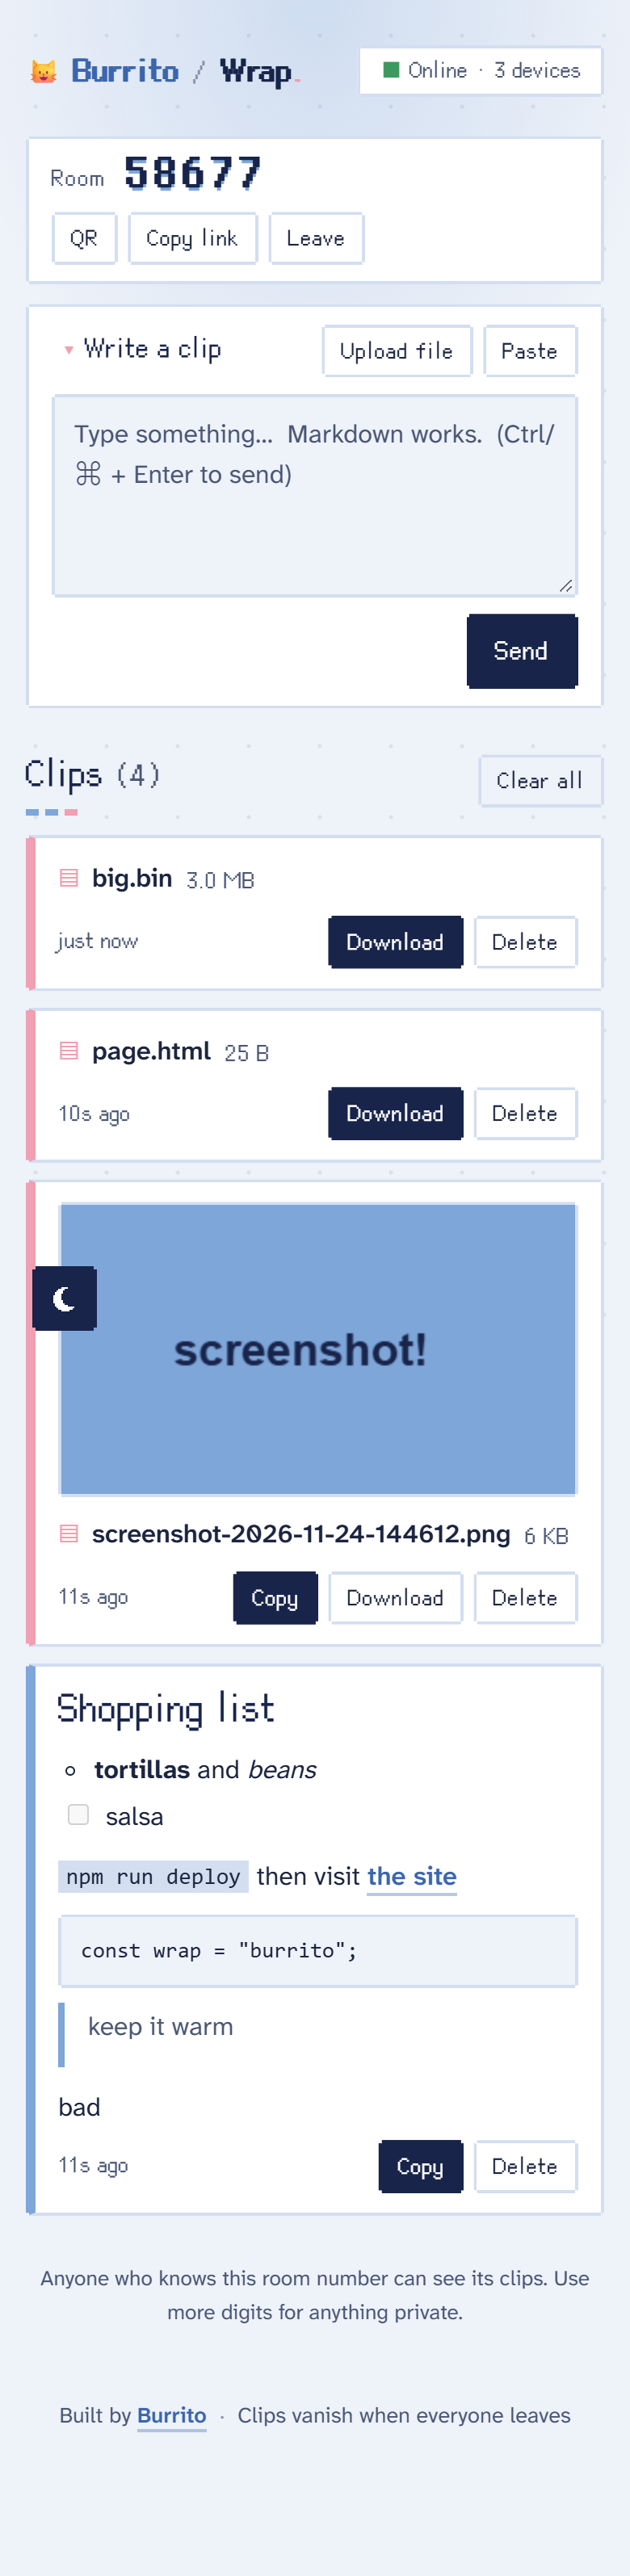 Burrito / Wrap.
Online · 3 devices
Room 58677
QR Copy link Leave
Write a clip
Upload file Paste
Type something... Markdown works. (Ctrl/
⌘ + Enter to send)
Send
Clips (4)
Clear all
big.bin 3.0 MB
just now Download Delete
page.html 25 B
10s ago Download Delete
screenshot!
screenshot-2026-11-24-144612.png 6 KB
11s ago Copy Download Delete
Shopping list
tortillas and beans
salsa
npm run deploy then visit the site
const wrap = "burrito";
keep it warm
bad
11s ago Copy Delete
Anyone who knows this room number can see its clips. Use
more digits for anything private.
Built by Burrito · Clips vanish when everyone leaves